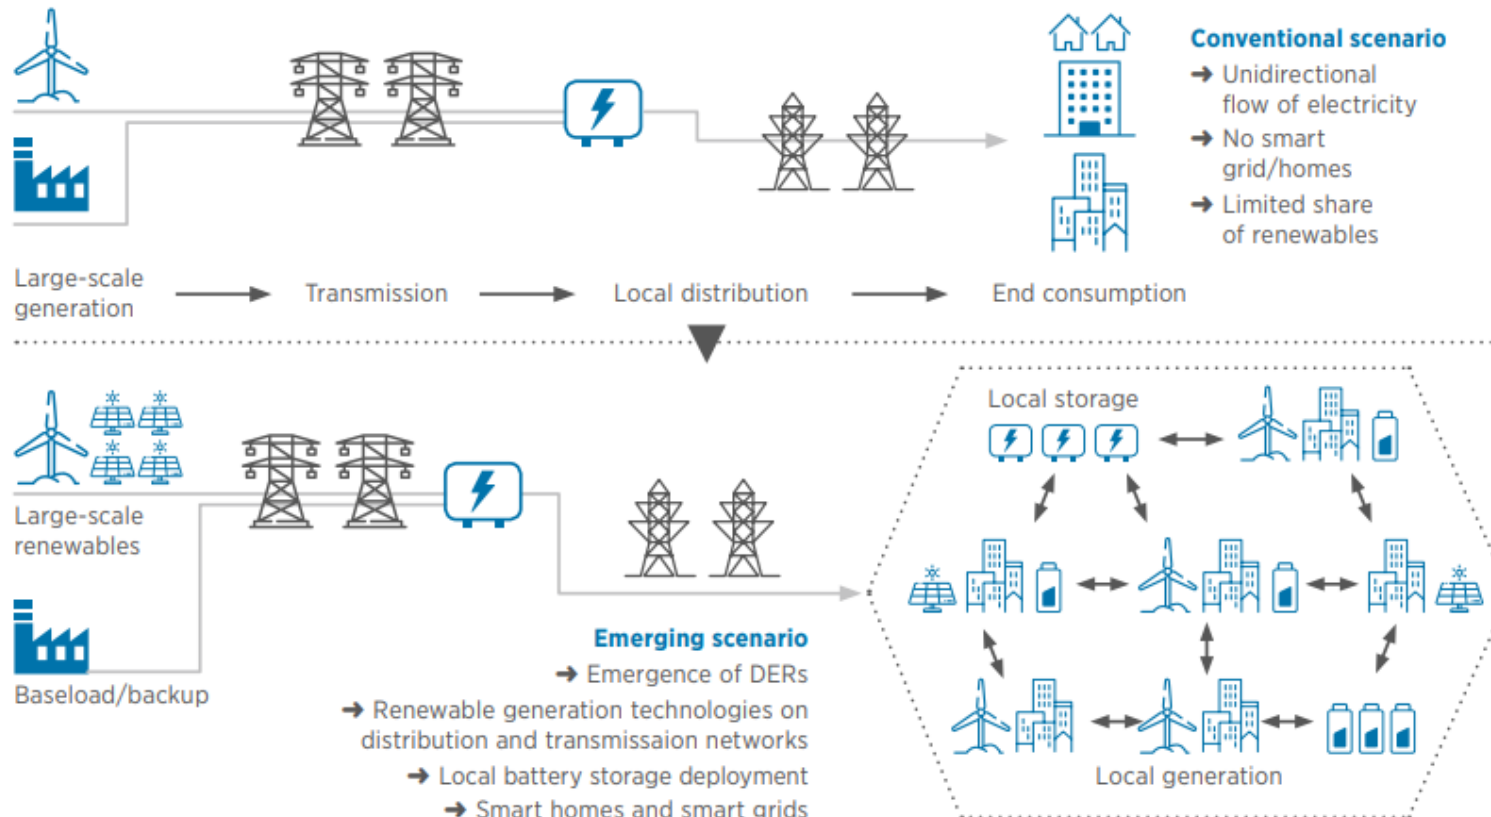 Conventional scenario
➜ Unidirectional
flow of electricity
➜ No smart
grid/homes
➜ Limited share
of renewables
Large-scale
generation
Transmission
Local distribution
End consumption
Large-scale
renewables
Baseload/backup
Emerging scenario
➜ Emergence of DERs
➜ Renewable generation technologies on
distribution and transmissaion networks
➜ Local battery storage deployment
➜ Smart homes and smart grids
Local storage
Local generation